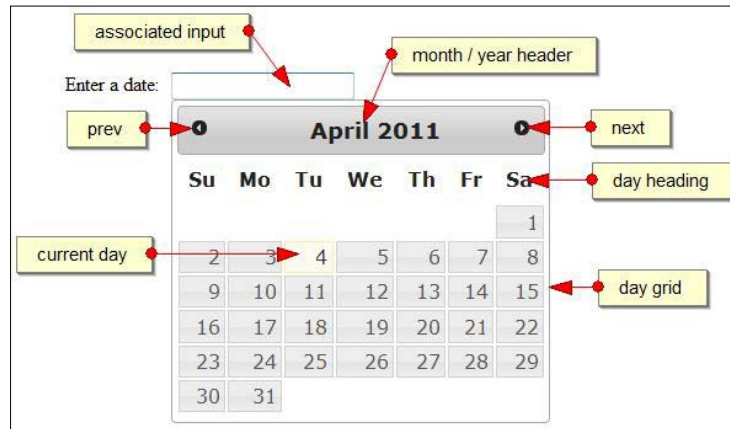 associated input
month / year header
Enter a date:
prev
April 2011
next
Su Mo Tu We Th Fr Sa
day heading
1
current day
2 3 4 5 6 7 8
9 10 11 12 13 14 15
day grid
16 17 18 19 20 21 22
23 24 25 26 27 28 29
30 31